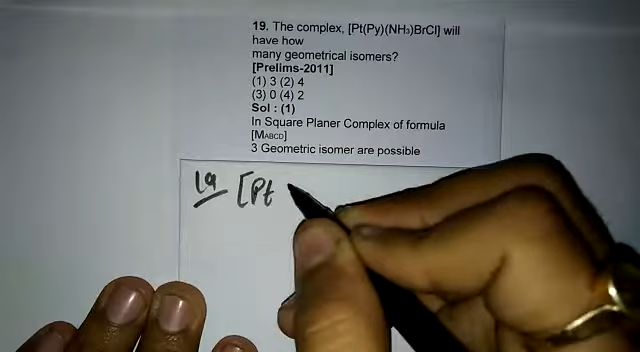 19. The complex, [Pt(Py)(NH₃)BrCl] will
have how
many geometrical isomers?
[Prelims-2011]
(1) 3 (2) 4
(3) 0 (4) 2
Sol : (1)
In Square Planer Complex of formula
[MABCD]
3 Geometric isomer are possible
19 [Pt